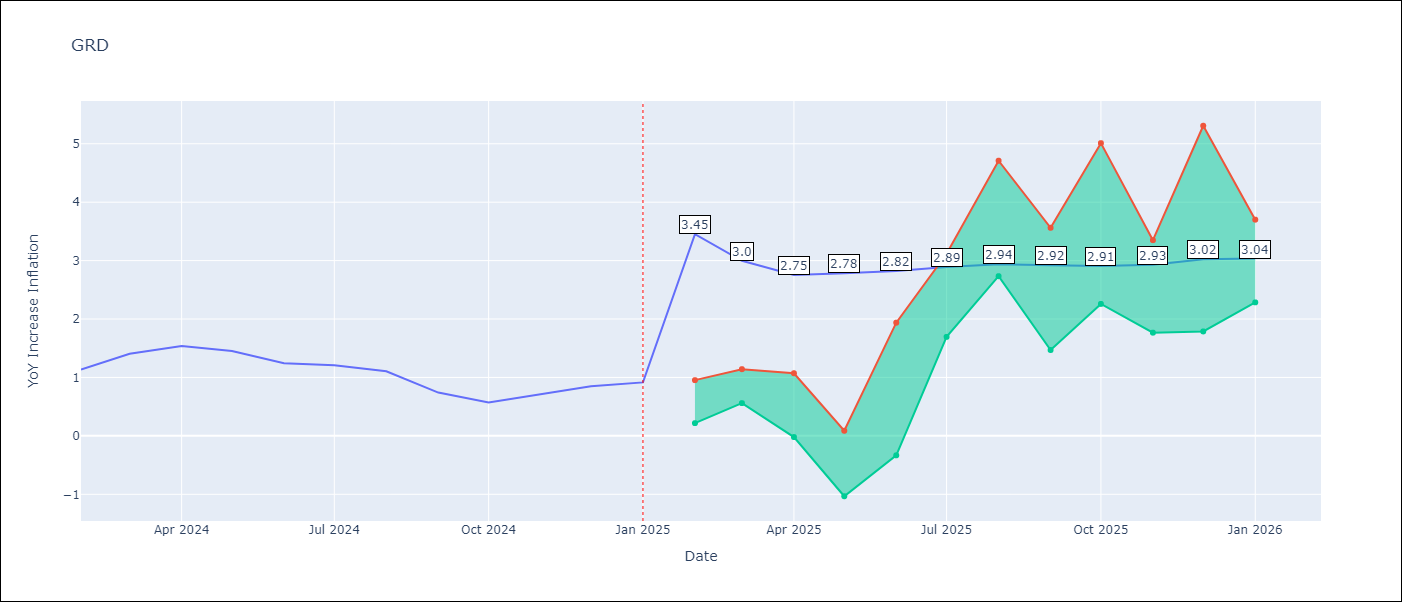 GRD
YoY Increase Inflation
5
4
3
2
1
0
−1
3.45
3.0
2.75
2.78
2.82
2.89
2.94
2.92
2.91
2.93
3.02
3.04
Apr 2024
Jul 2024
Oct 2024
Jan 2025
Apr 2025
Jul 2025
Oct 2025
Jan 2026
Date